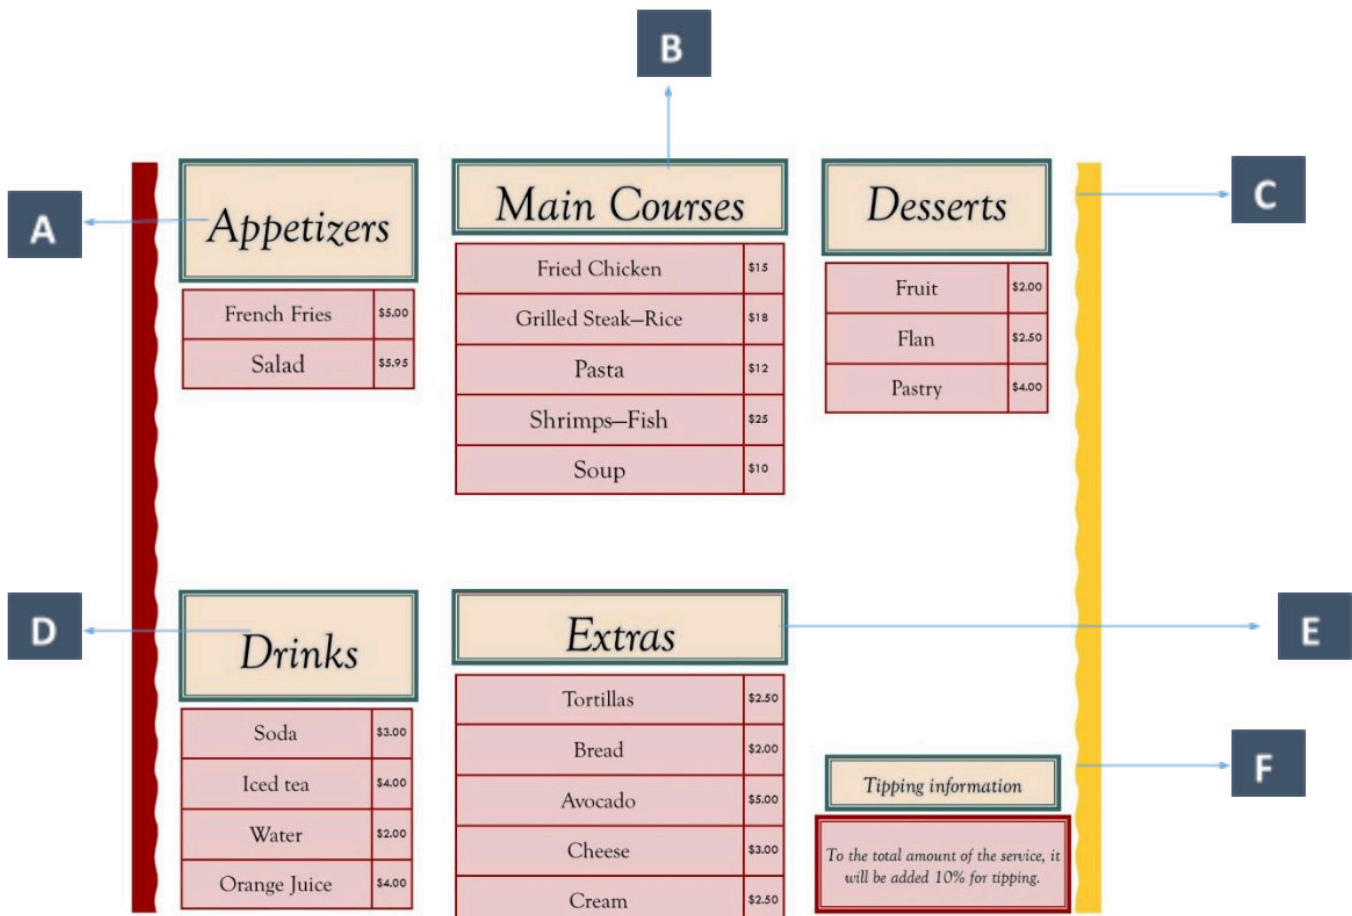 B
A
C
Appetizers
French Fries $5.00
Salad $5.95
Main Courses
Fried Chicken $15
Grilled Steak—Rice $18
Pasta $12
Shrimps—Fish $25
Soup $10
Desserts
Fruit $2.00
Flan $2.50
Pastry $4.00
D
E
F
Drinks
Soda $3.00
Iced tea $4.00
Water $2.00
Orange Juice $4.00
Extras
Tortillas $2.50
Bread $2.00
Avocado $5.00
Cheese $3.00
Cream $2.50
Tipping information
To the total amount of the service, it
will be added 10% for tipping.